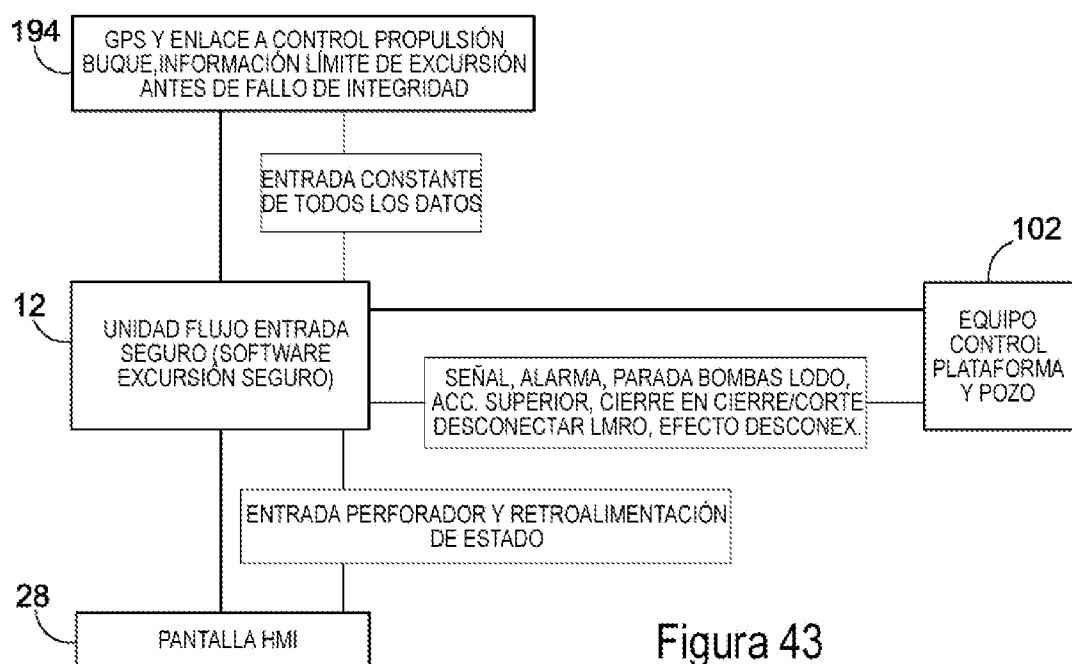 194
GPS Y ENLACE A CONTROL PROPULSIÓN
BUQUE, INFORMACIÓN LÍMITE DE EXCURSIÓN
ANTES DE FALLO DE INTEGRIDAD
ENTRADA CONSTANTE
DE TODOS LOS DATOS
12
UNIDAD FLUJO ENTRADA
SEGURO (SOFTWARE
EXCURSIÓN SEGURO)
102
EQUIPO
CONTROL
PLATAFORMA
Y POZO
SEÑAL, ALARMA, PARADA BOMBAS LODO,
ACC. SUPERIOR, CIERRE EN CIERRE/CORTE
DESCONECTAR LMRO, EFECTO DESCONEX.
ENTRADA PERFORADOR Y RETROALIMENTACIÓN
DE ESTADO
28
PANTALLA HMI
Figura 43